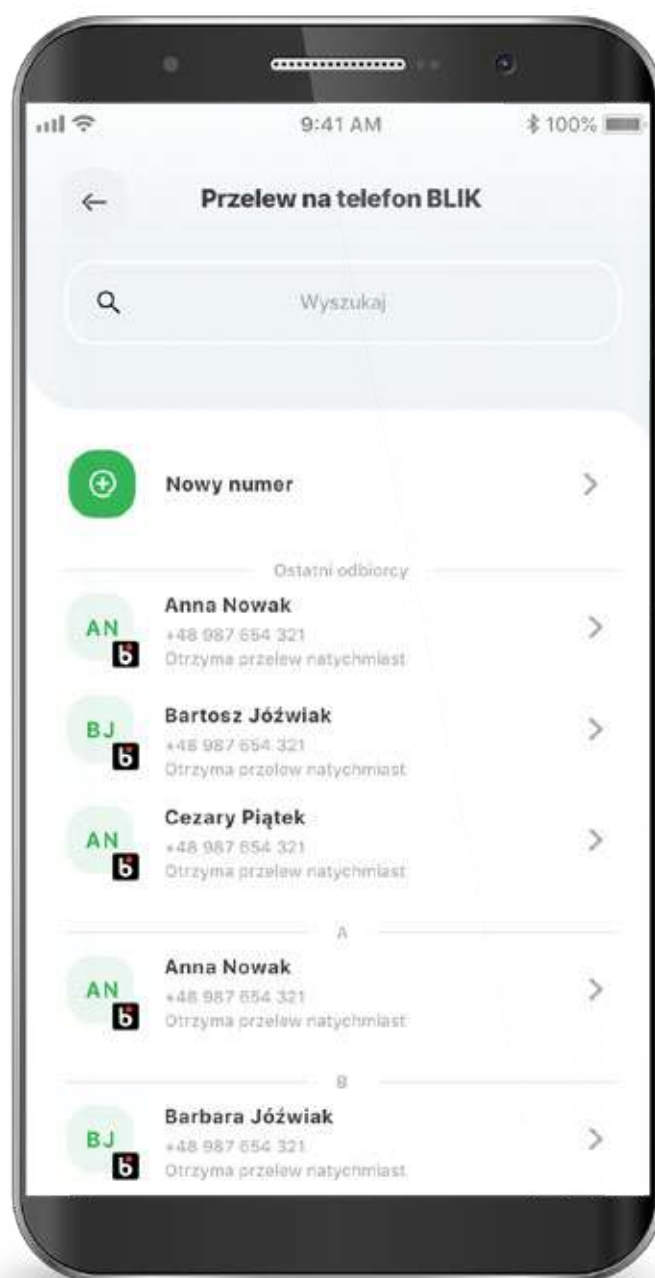 9:41 AM
100%
Przelew na telefon BLIK
Wyszukaj
Nowy numer
Ostatni odbiorcy
Anna Nowak
AN
+48 987 654 321
Otrzyma przelew natychmiast
Bartosz Jóźwiak
BJ
+48 987 654 321
Otrzyma przelew natychmiast
Cezary Piątek
AN
+48 987 654 321
Otrzyma przelew natychmiast
A
Anna Nowak
AN
+48 987 654 321
Otrzyma przelew natychmiast
B
Barbara Jóźwiak
BJ
+48 987 654 321
Otrzyma przelew natychmiast